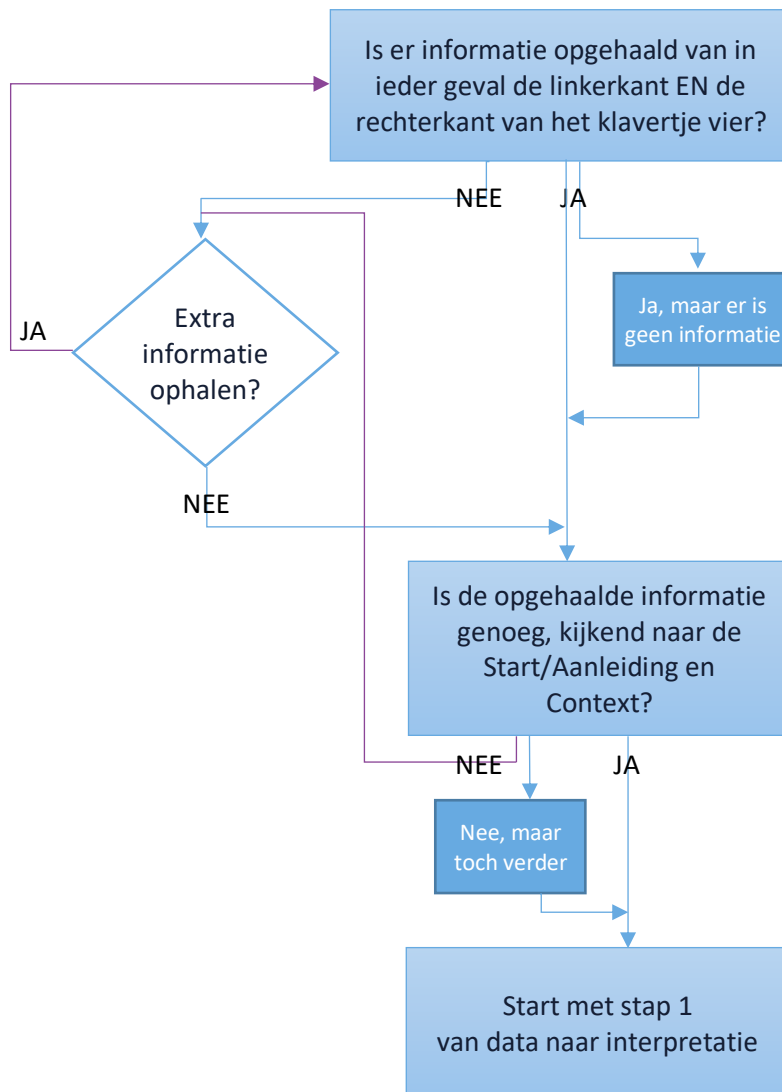 Is er informatie opgehaald van in
ieder geval de linkerkant EN de
rechterkant van het klavertje vier?
NEE
JA
Ja, maar er is
geen informatie
JA
Extra
informatie
ophalen?
NEE
Is de opgehaalde informatie
genoeg, kijkend naar de
Start/Aanleiding en
Context?
NEE
JA
Nee, maar
toch verder
Start met stap 1
van data naar interpretatie